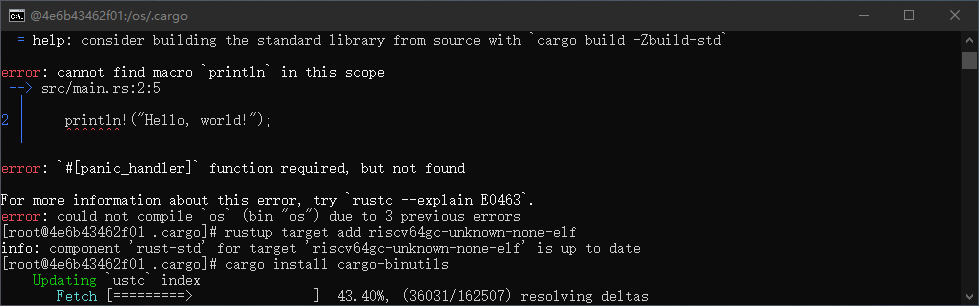 @4e6b43462f01:/os/.cargo
= help: consider building the standard library from source with `cargo build -Zbuild-std`
error: cannot find macro `println` in this scope
--> src/main.rs:2:5
2 println!("Hello, world!");
error: `#[panic_handler]` function required, but not found
For more information about this error, try `rustc --explain E0463`.
error: could not compile `os` (bin "os") due to 3 previous errors
[root@4e6b43462f01 .cargo]# rustup target add riscv64gc-unknown-none-elf
info: component 'rust-std' for target 'riscv64gc-unknown-none-elf' is up to date
[root@4e6b43462f01 .cargo]# cargo install cargo-binutils
Updating `ustc` index
Fetch [=========>                ]  43.40%, (36031/162507) resolving deltas